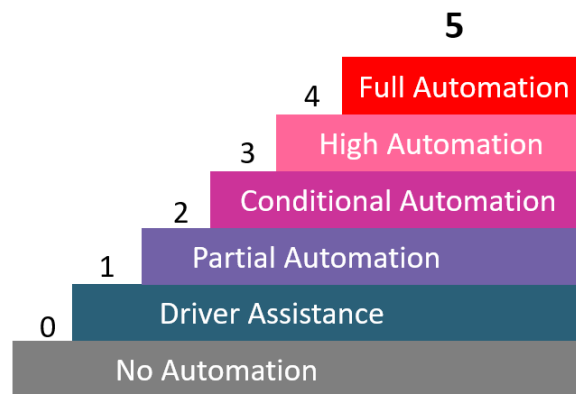 5
Full Automation
4
High Automation
3
Conditional Automation
2
Partial Automation
1
Driver Assistance
0
No Automation